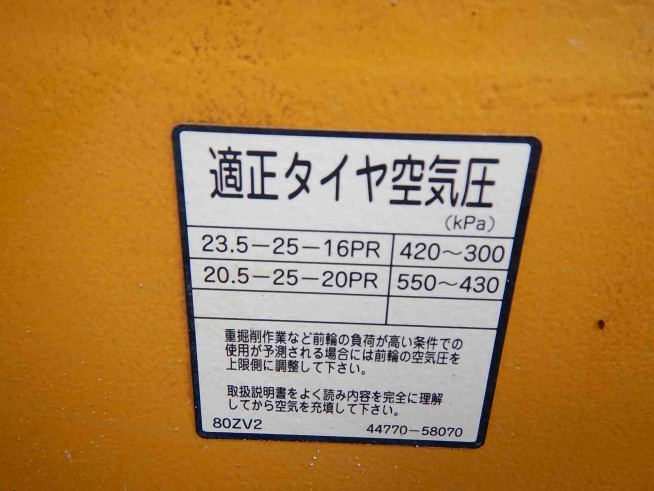 適正タイヤ空気圧
(kPa)
23.5－25－16PR 420～300
20.5－25－20PR 550～430
重掘削作業など前輪の負荷が高い条件での
使用が予測される場合には前輪の空気圧を
上限側に調整して下さい。
取扱説明書をよく読み内容を完全に理解
してから空気を充填して下さい。
80ZV2 44770－58070